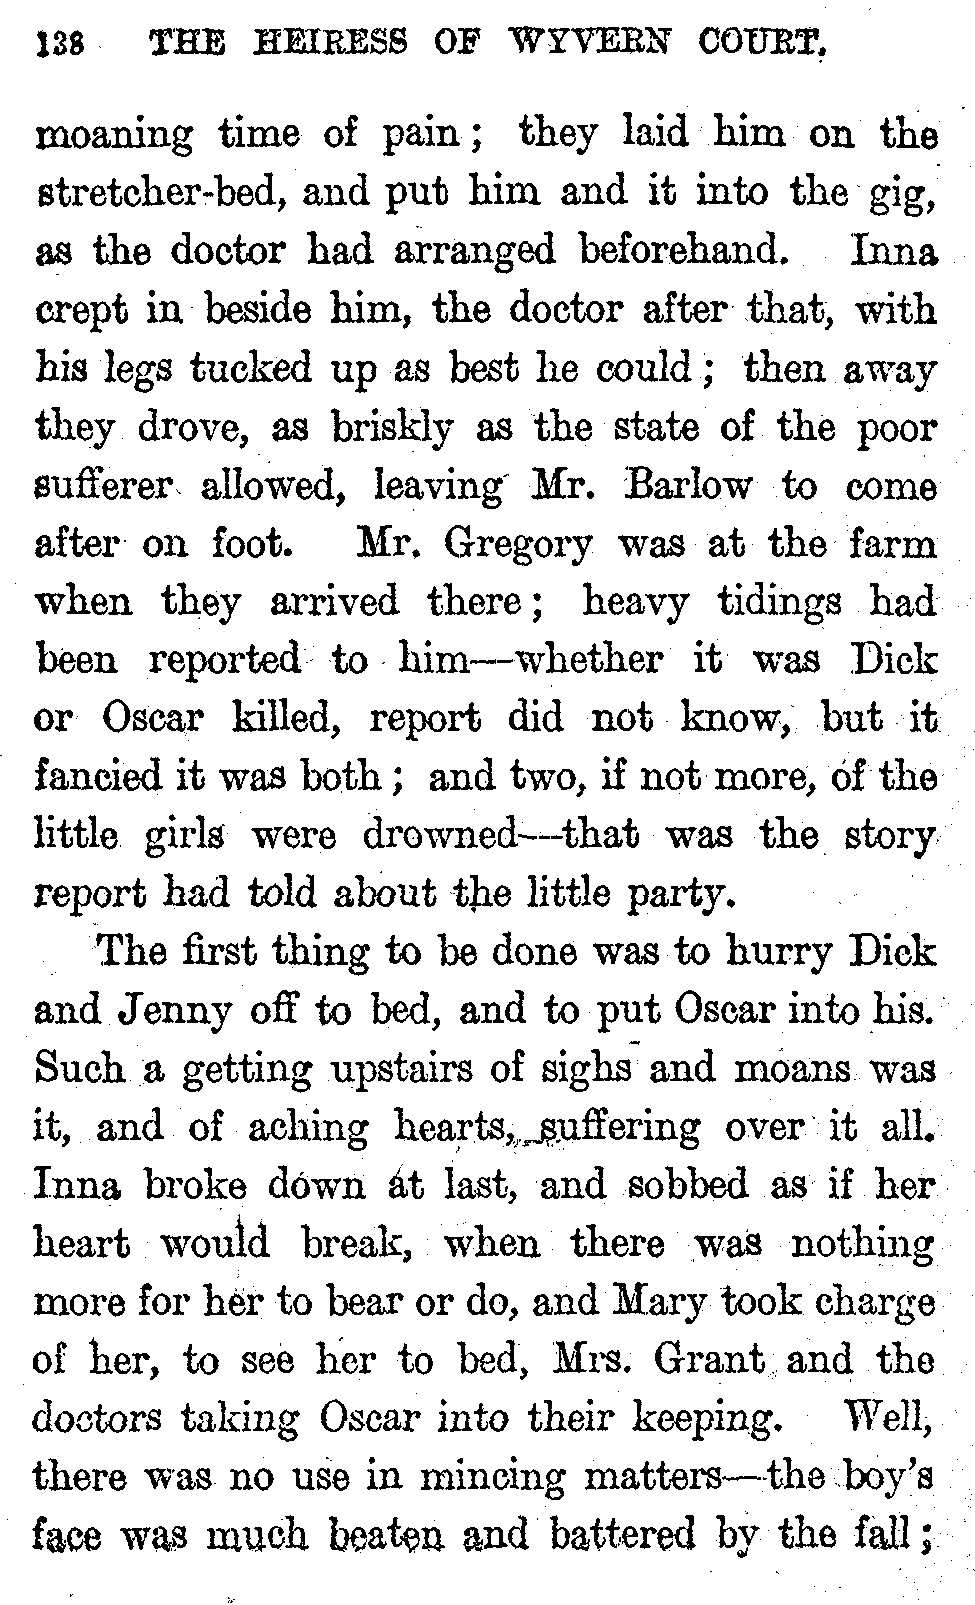 138 THE HEIRESS OF WYVERN COURT.
moaning time of pain; they laid him on the
stretcher-bed, and put him and it into the gig,
as the doctor had arranged beforehand. Inna
crept in beside him, the doctor after that, with
his legs tucked up as best he could; then away
they drove, as briskly as the state of the poor
sufferer allowed, leaving Mr. Barlow to come
after on foot. Mr. Gregory was at the farm
when they arrived there; heavy tidings had
been reported to him—whether it was Dick
or Oscar killed, report did not know, but it
fancied it was both; and two, if not more, of the
little girls were drowned—that was the story
report had told about the little party.
The first thing to be done was to hurry Dick
and Jenny off to bed, and to put Oscar into his.
Such a getting upstairs of sighs and moans was
it, and of aching hearts, suffering over it all.
Inna broke down at last, and sobbed as if her
heart would break, when there was nothing
more for her to bear or do, and Mary took charge
of her, to see her to bed, Mrs. Grant and the
doctors taking Oscar into their keeping. Well,
there was no use in mincing matters—the boy's
face was much beaten and battered by the fall;